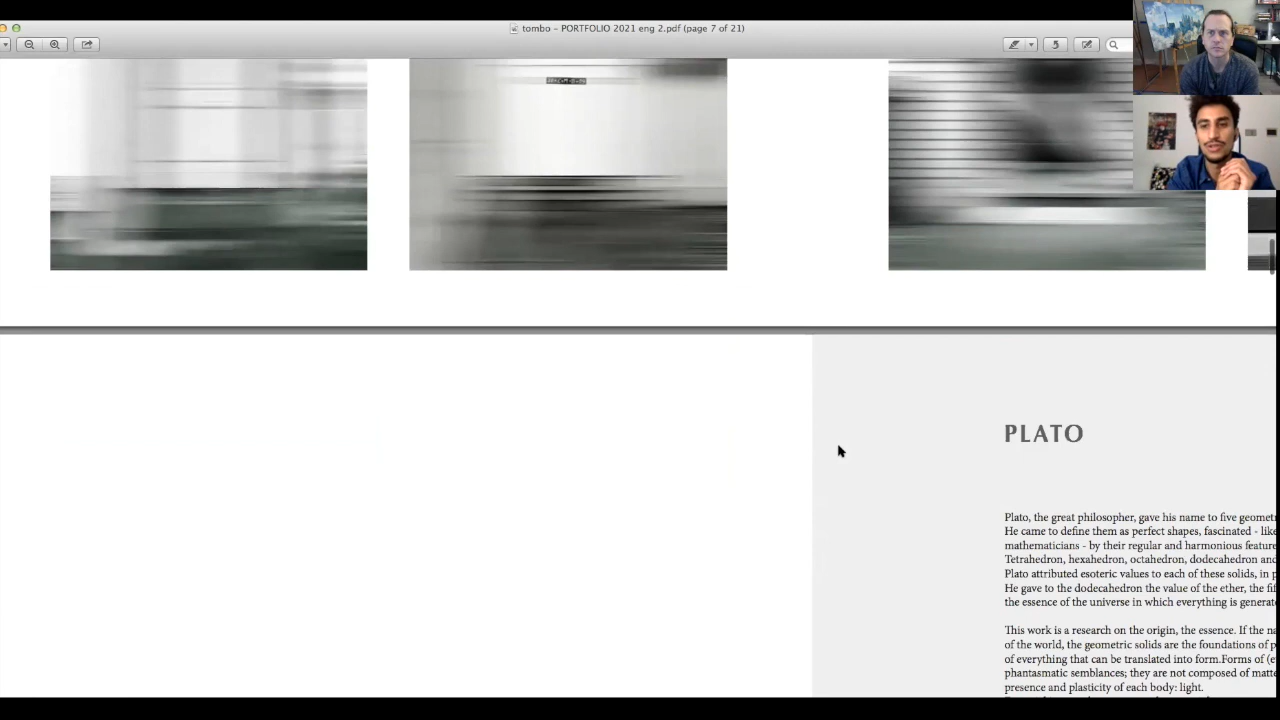 tombo – PORTFOLIO 2021 eng 2.pdf (page 7 of 21)
PLATO
Plato, the great philosopher, gave his name to five geomet
He came to define them as perfect shapes, fascinated - like
mathematicians - by their regular and harmonious feature
Tetrahedron, hexahedron, octahedron, dodecahedron and
Plato attributed esoteric values to each of these solids, in p
He gave to the dodecahedron the value of the ether, the fif
the essence of the universe in which everything is generat
This work is a research on the origin, the essence. If the na
of the world, the geometric solids are the foundations of p
of everything that can be translated into form.Forms of (e
phantasmatic semblances; they are not composed of matt
presence and plasticity of each body: light.